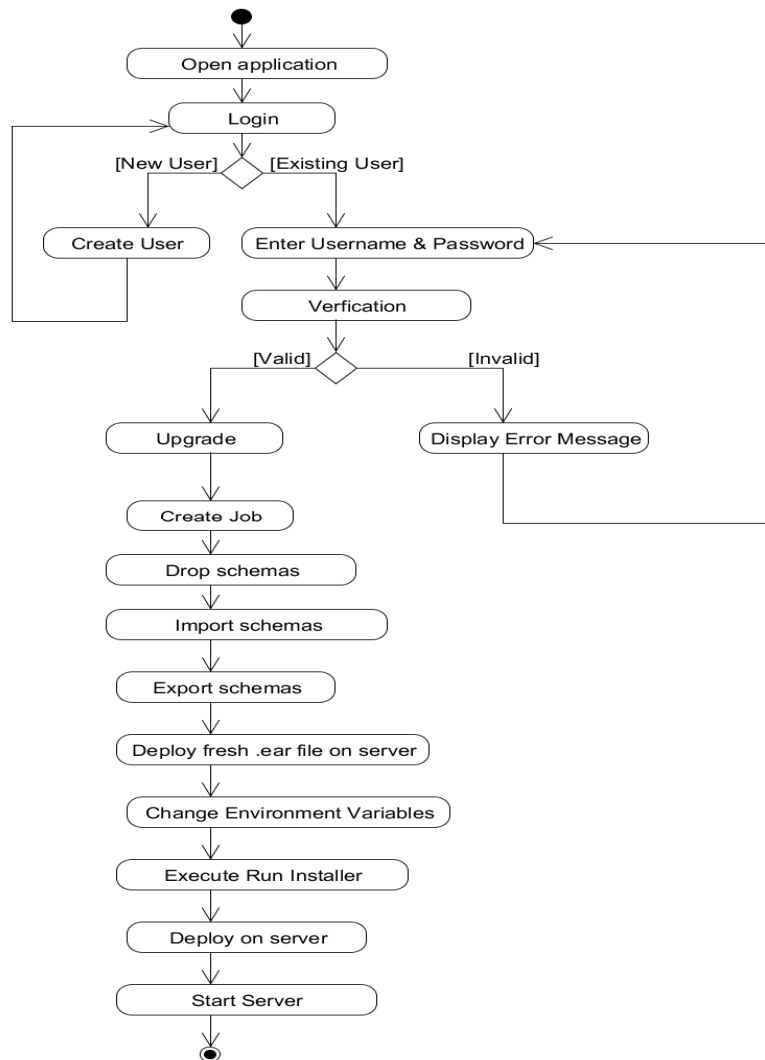 Open application
Login
[New User]
[Existing User]
Create User
Enter Username & Password
Verfication
[Valid]
[Invalid]
Upgrade
Display Error Message
Create Job
Drop schemas
Import schemas
Export schemas
Deploy fresh .ear file on server
Change Environment Variables
Execute Run Installer
Deploy on server
Start Server